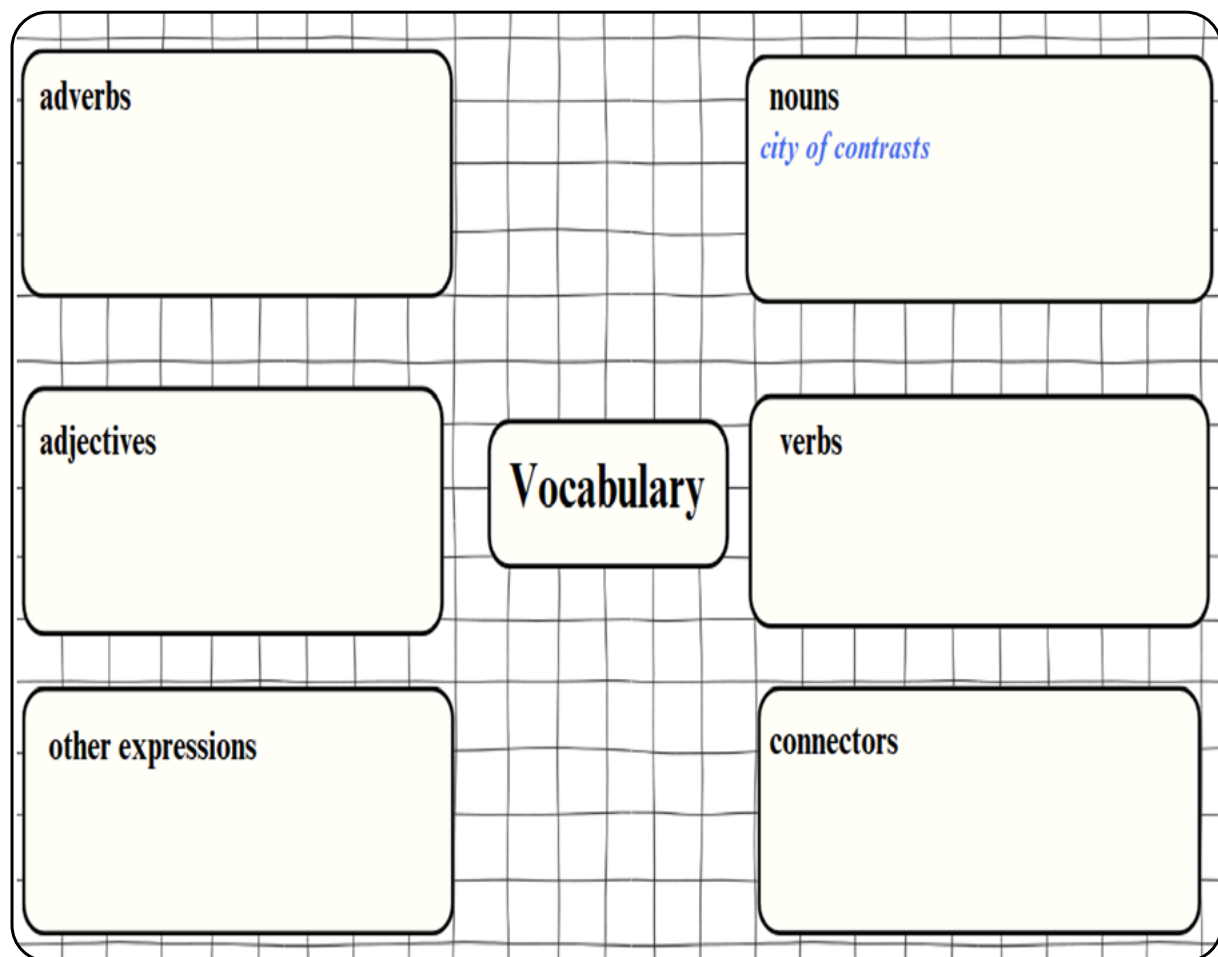 adverbs
nouns
city of contrasts
adjectives
Vocabulary
verbs
other expressions
connectors